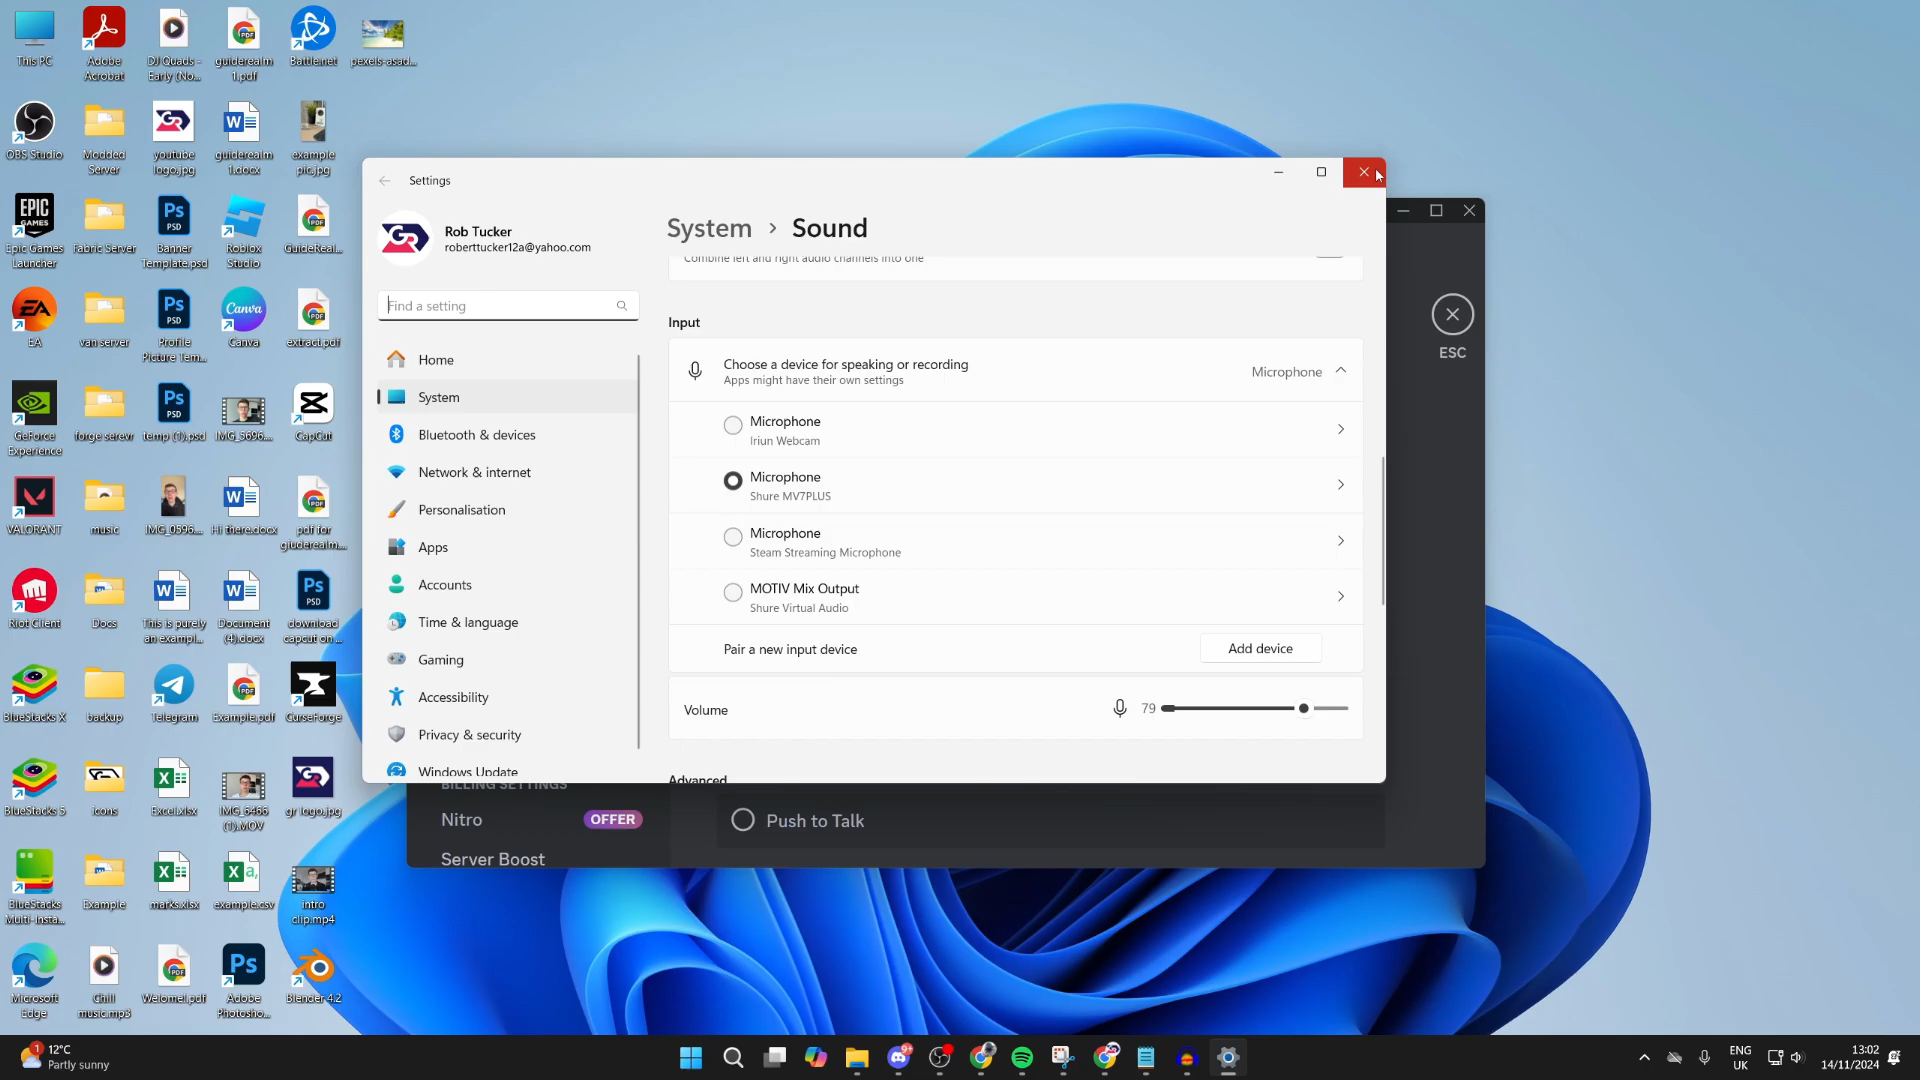 This PC
Adobe
Acrobat
DJ Quads -
Early (No...
guiderealm
1.pdf
Battle.net
pexels-asad...
OBS Studio
Modded
Server
youtube
logo.jpg
guiderealm
1.docx
example
pic.jpg
Epic Games
Launcher
Fabric Server
Banner
Template.psd
Roblox
Studio
GuideReal...
EA
van server
Profile
Picture Tem...
Canva
extract.pdf
GeForce
Experience
forge serevr
temp (1).psd
IMG_5696...
CapCut
VALORANT
music
IMG_0596...
Hi there.docx
pdf for
giuderealm...
Riot Client
Docs
This is purely
an exampl...
Document
(4).docx
download
capcut on ...
BlueStacks X
backup
Telegram
Example.pdf
CurseForge
BlueStacks 5
icons
Excel.xlsx
IMG_6466
(1).MOV
gr logo.jpg
BlueStacks
Multi-Insta...
Example
marks.xlsx
example.csv
intro
clip.mp4
Microsoft
Edge
Chill
music.mp3
Welome!.pdf
Adobe
Photosho...
Blender 4.2
Settings
Rob Tucker
roberttucker12a@yahoo.com
Find a setting
Home
System
Bluetooth & devices
Network & internet
Personalisation
Apps
Accounts
Time & language
Gaming
Accessibility
Privacy & security
Windows Update
System > Sound
Combine left and right audio channels into one
Input
Choose a device for speaking or recording
Apps might have their own settings
Microphone
Microphone
Iriun Webcam
Microphone
Shure MV7PLUS
Microphone
Steam Streaming Microphone
MOTIV Mix Output
Shure Virtual Audio
Pair a new input device
Add device
Volume
79
Advanced
ESC
BILLING SETTINGS
Nitro
OFFER
Server Boost
Push to Talk
1
12°C
Partly sunny
9+
ENG
UK
13:02
14/11/2024